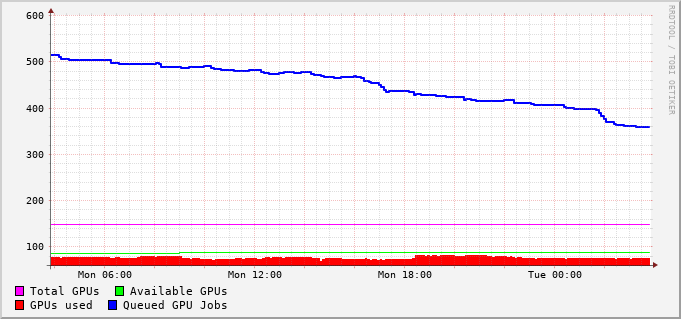 600
500
400
300
200
100
Mon 06:00 Mon 12:00 Mon 18:00 Tue 00:00
Total GPUs Available GPUs
GPUs used Queued GPU Jobs
RRDTOOL / TOBI OETIKER